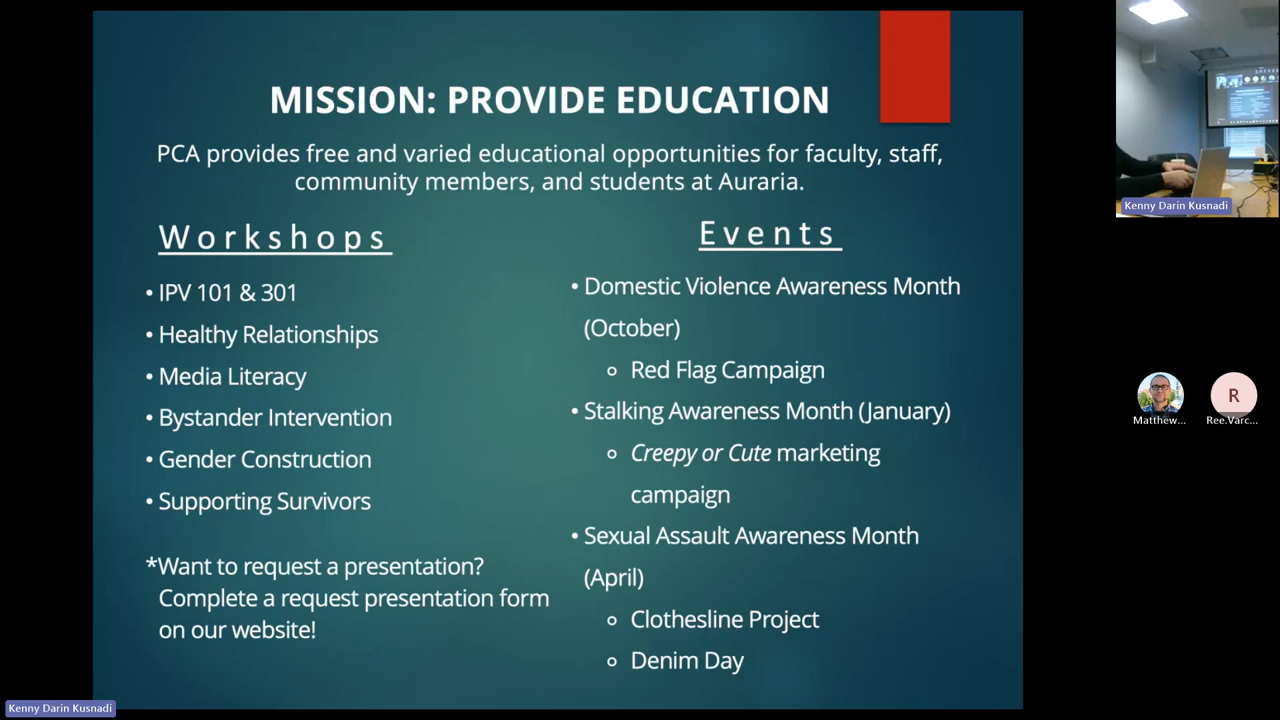 MISSION: PROVIDE EDUCATION
PCA provides free and varied educational opportunities for faculty, staff,
community members, and students at Auraria.
Workshops
• IPV 101 & 301
• Healthy Relationships
• Media Literacy
• Bystander Intervention
• Gender Construction
• Supporting Survivors
*Want to request a presentation?
Complete a request presentation form
on our website!
Events
• Domestic Violence Awareness Month
(October)
Red Flag Campaign
• Stalking Awareness Month (January)
Creepy or Cute marketing
campaign
• Sexual Assault Awareness Month
(April)
Clothesline Project
Denim Day
Kenny Darin Kusnadi
Matthew...
R
Ree.Varc...
Kenny Darin Kusnadi